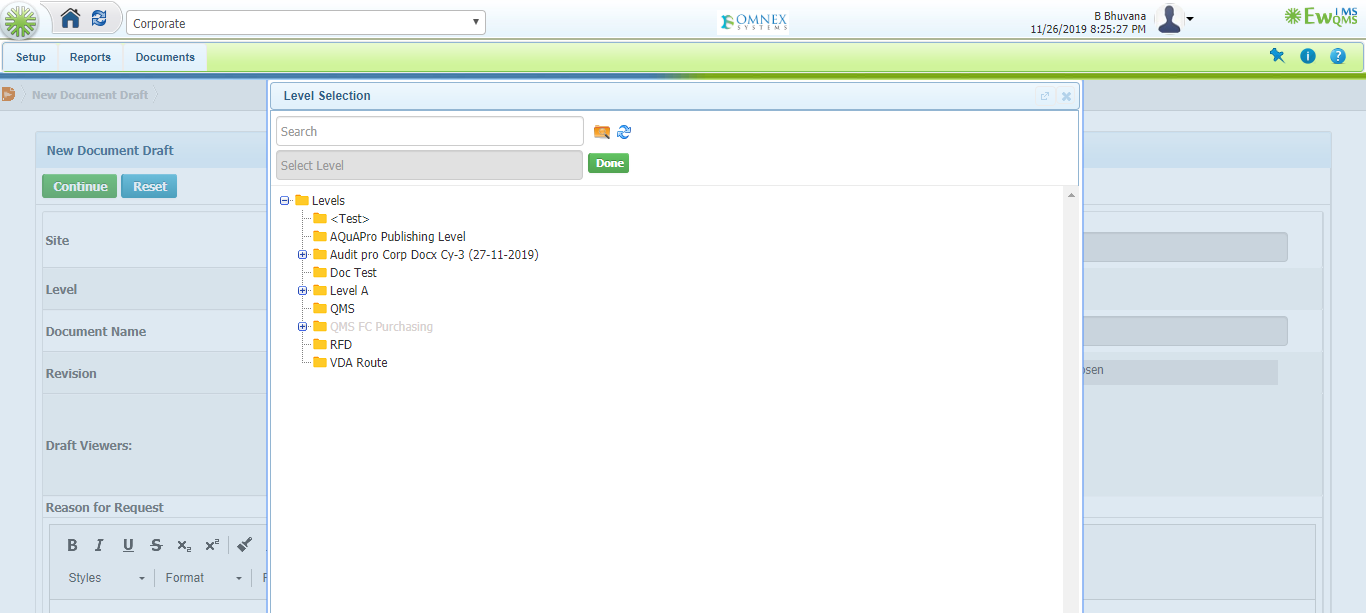 Corporate
OMNEX
SYSTEMS
B Bhuvana
11/26/2019 8:25:27 PM
EwQMS
IMS
Setup Reports Documents
New Document Draft
Level Selection
Search
Select Level
Done
New Document Draft
Continue Reset
Levels
<Test>
AQuAPro Publishing Level
Audit pro Corp Docx Cy-3 (27-11-2019)
Doc Test
Level A
QMS
QMS FC Purchasing
RFD
VDA Route
Site
Level
Document Name
Revision
Draft Viewers:
Reason for Request
B I U S x2 x2
Styles Format